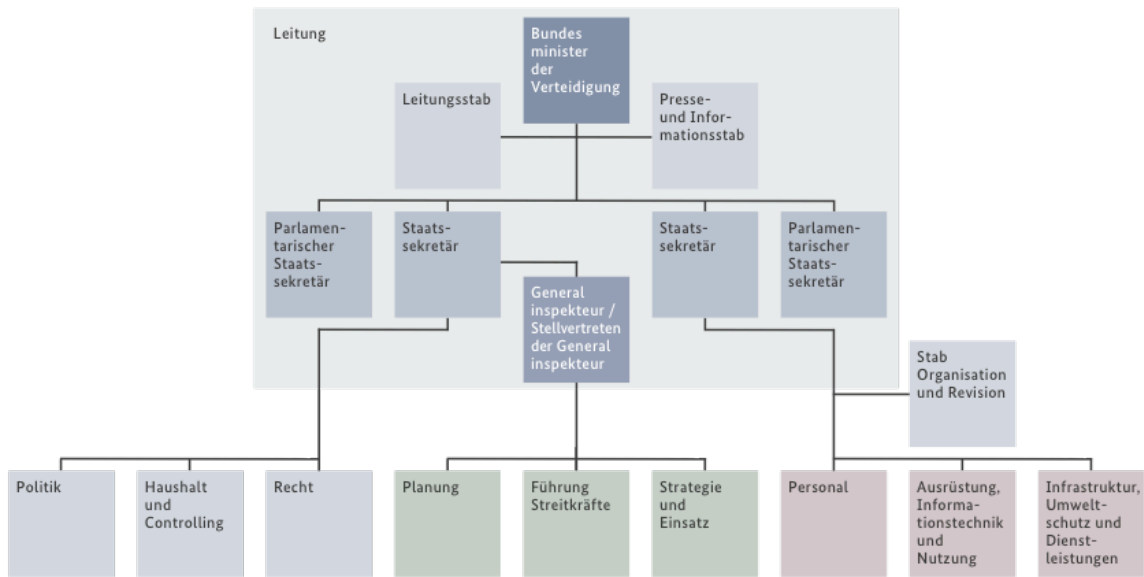 Leitung
Bundes
minister
der
Verteidigung
Leitungsstab
Presse-
und Infor-
mationsstab
Parlamen-
tarischer
Staats-
sekretär
Staats-
sekretär
Staats-
sekretär
Parlamen-
tarischer
Staats-
sekretär
General
inspekteur /
Stellvertreten
der General
inspekteur
Stab
Organisation
und Revision
Politik
Haushalt
und
Controlling
Recht
Planung
Führung
Streitkräfte
Strategie
und
Einsatz
Personal
Ausrüstung,
Informa-
tionstechnik
und
Nutzung
Infrastruktur,
Umwelt-
schutz und
Dienst-
leistungen